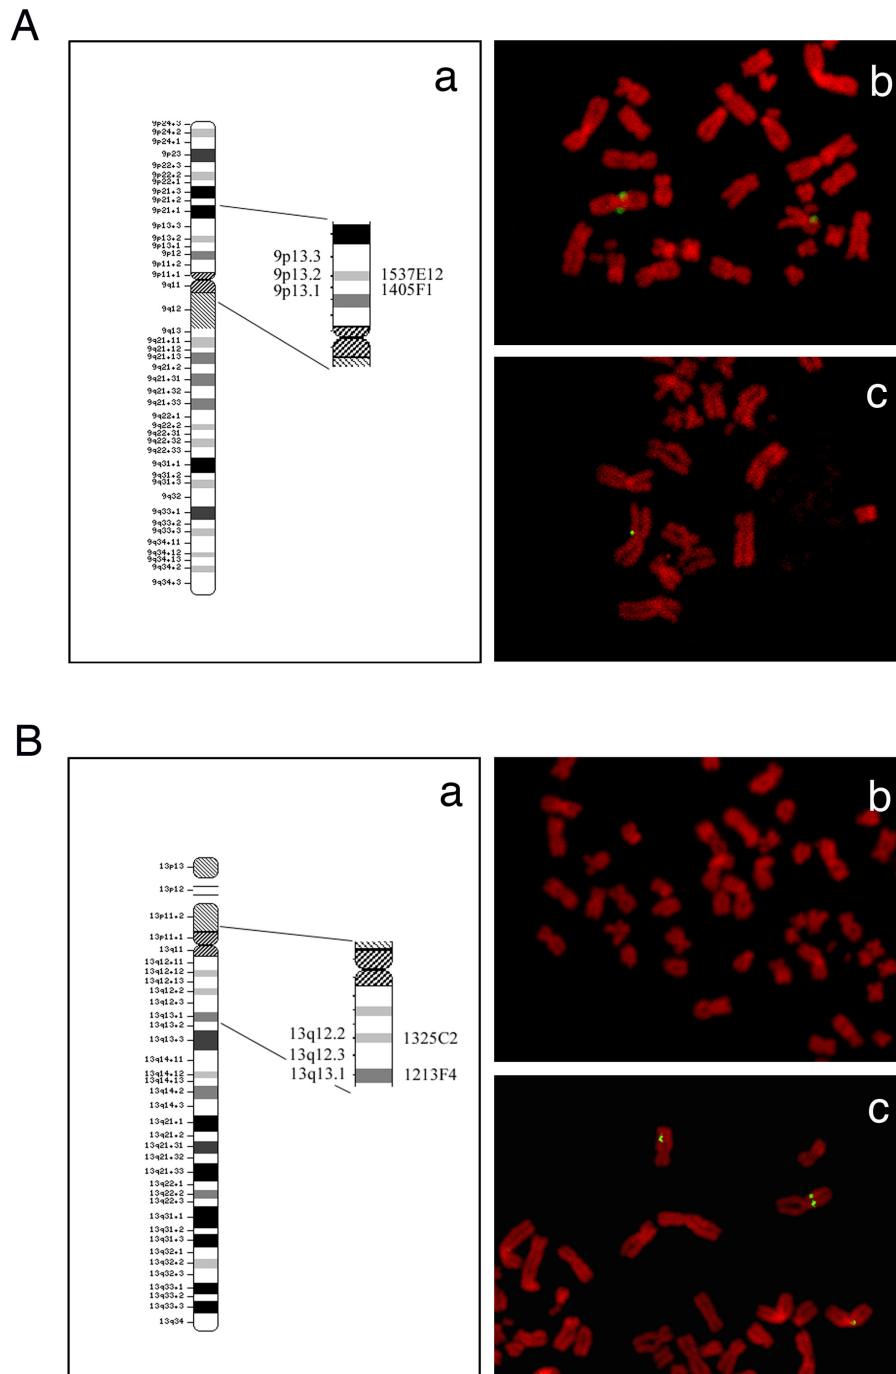 A
a
9p24.3
9p24.2
9p24.1
9p23
9p22.3
9p22.2
9p22.1
9p21.3
9p21.2
9p21.1
9p13.3
9p13.2
9p13.1
9p12
9p11.2
9p11.1
9q11
9q12
9q13
9q21.11
9q21.12
9q21.13
9q21.2
9q21.31
9q21.32
9q21.33
9q22.1
9q22.2
9q22.31
9q22.32
9q22.33
9q31.1
9q31.2
9q31.3
9q32
9q33.1
9q33.2
9q33.3
9q34.11
9q34.12
9q34.13
9q34.2
9q34.3
9p13.3
9p13.2 1537E12
9p13.1 1405F1
b
c
B
a
13p13
13p12
13p11.2
13p11.1
13q11
13q12.11
13q12.12
13q12.13
13q12.2
13q12.3
13q13.1
13q13.2
13q13.3
13q14.11
13q14.12
13q14.13
13q14.2
13q14.3
13q21.1
13q21.2
13q21.31
13q21.32
13q21.33
13q22.1
13q22.2
13q22.3
13q31.1
13q31.2
13q31.3
13q32.1
13q32.2
13q32.3
13q33.1
13q33.2
13q33.3
13q34
13q12.2 1325C2
13q12.3
13q13.1 1213F4
b
c